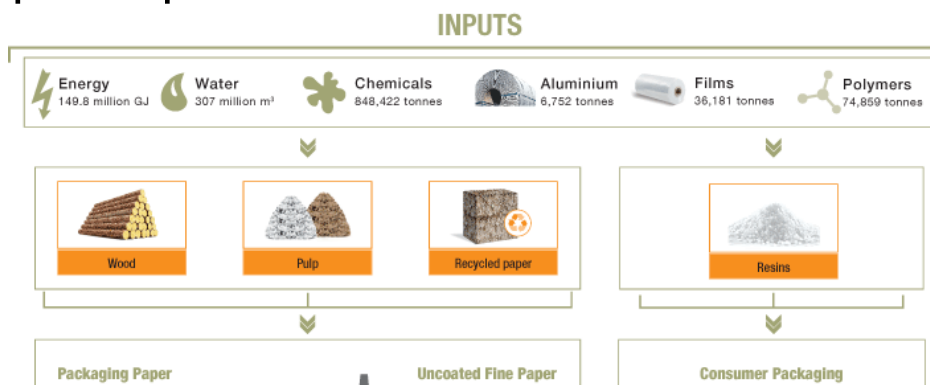 INPUTS
Energy
149.8 million GJ
Water
307 million m³
Chemicals
848,422 tonnes
Aluminium
6,752 tonnes
Films
36,181 tonnes
Polymers
74,859 tonnes
Wood
Pulp
Recycled paper
Resins
Packaging Paper
Uncoated Fine Paper
Consumer Packaging